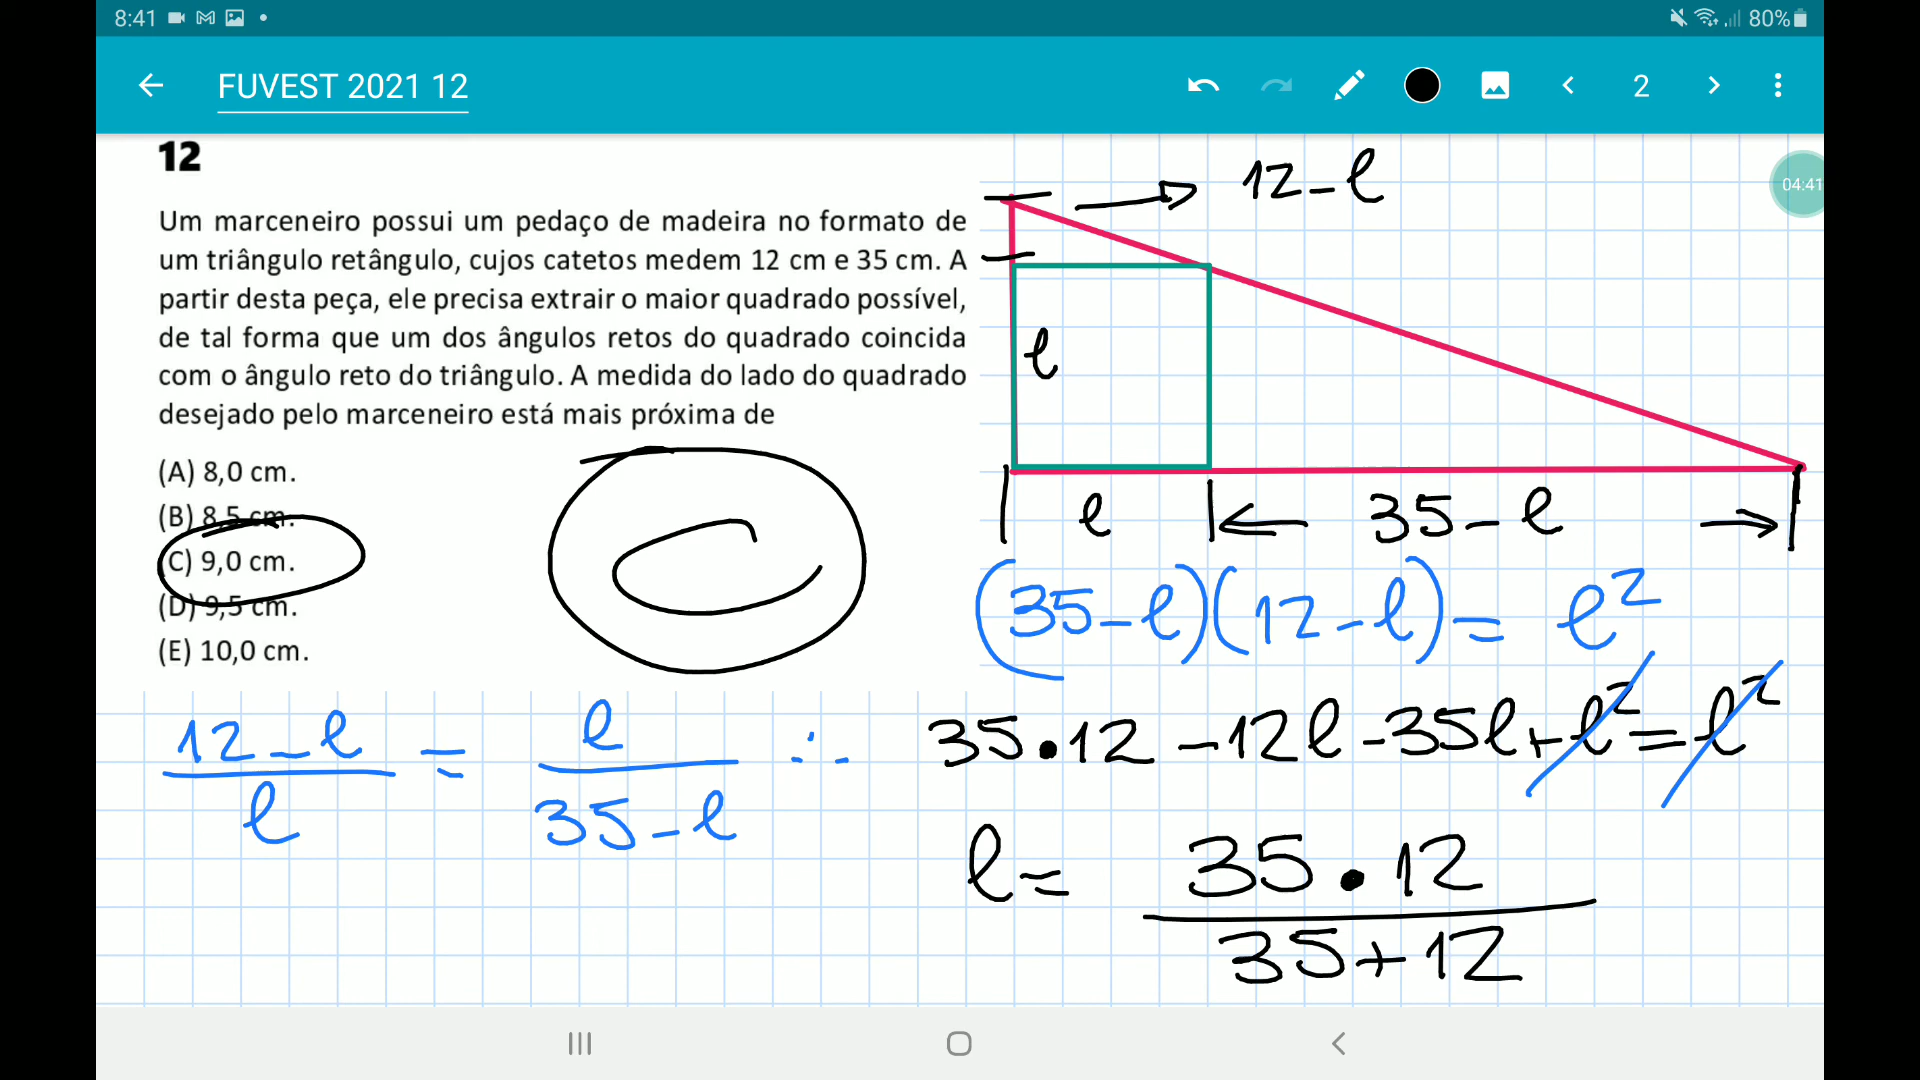 8:41 80%
FUVEST 2021 12 2
04:41
12
Um marceneiro possui um pedaço de madeira no formato de
um triângulo retângulo, cujos catetos medem 12 cm e 35 cm. A
partir desta peça, ele precisa extrair o maior quadrado possível,
de tal forma que um dos ângulos retos do quadrado coincida
com o ângulo reto do triângulo. A medida do lado do quadrado
desejado pelo marceneiro está mais próxima de
(A) 8,0 cm.
(B) 8,5 cm.
(C) 9,0 cm.
(D) 9,5 cm.
(E) 10,0 cm.
C
12-ℓ
ℓ
ℓ 35-ℓ
(12-ℓ)/ℓ = ℓ/(35-ℓ) ∴
(35-ℓ)(12-ℓ) = ℓ²
35•12 -12ℓ -35ℓ+ℓ²=ℓ²
ℓ= 35•12
35+12